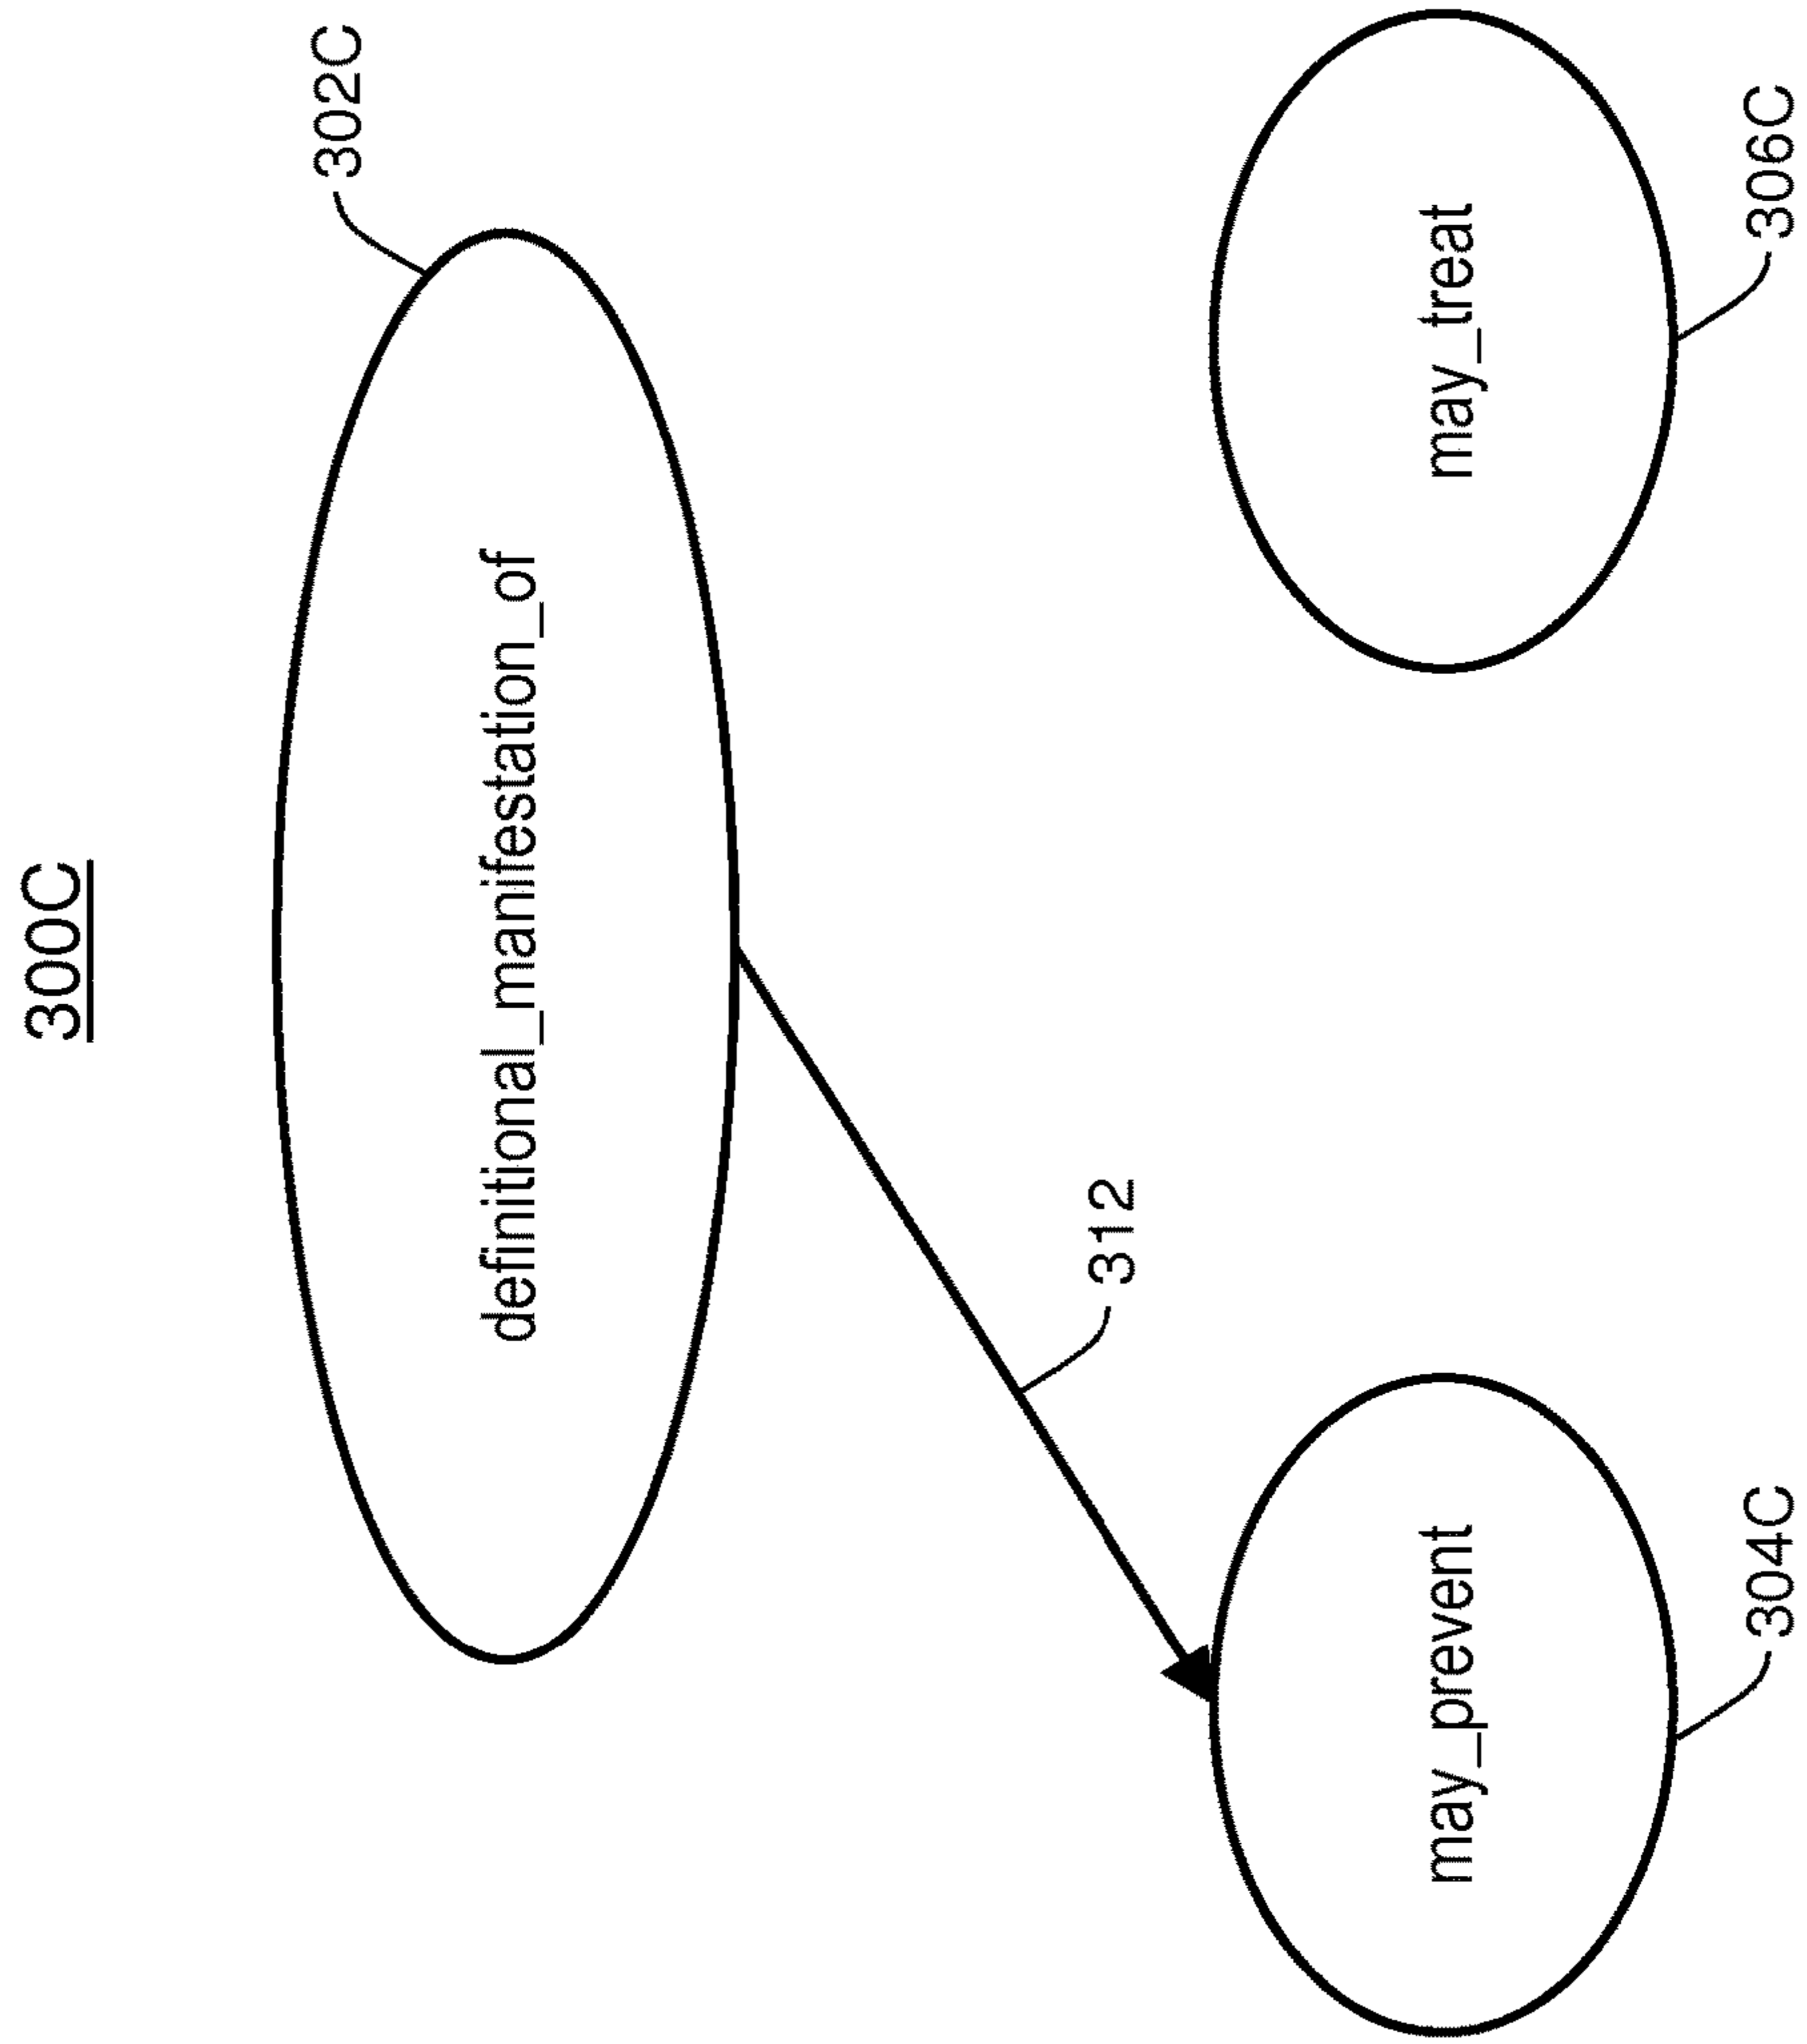 300C
302C
definitional_manifestation_of
312
may_prevent
may_treat
304C
306C